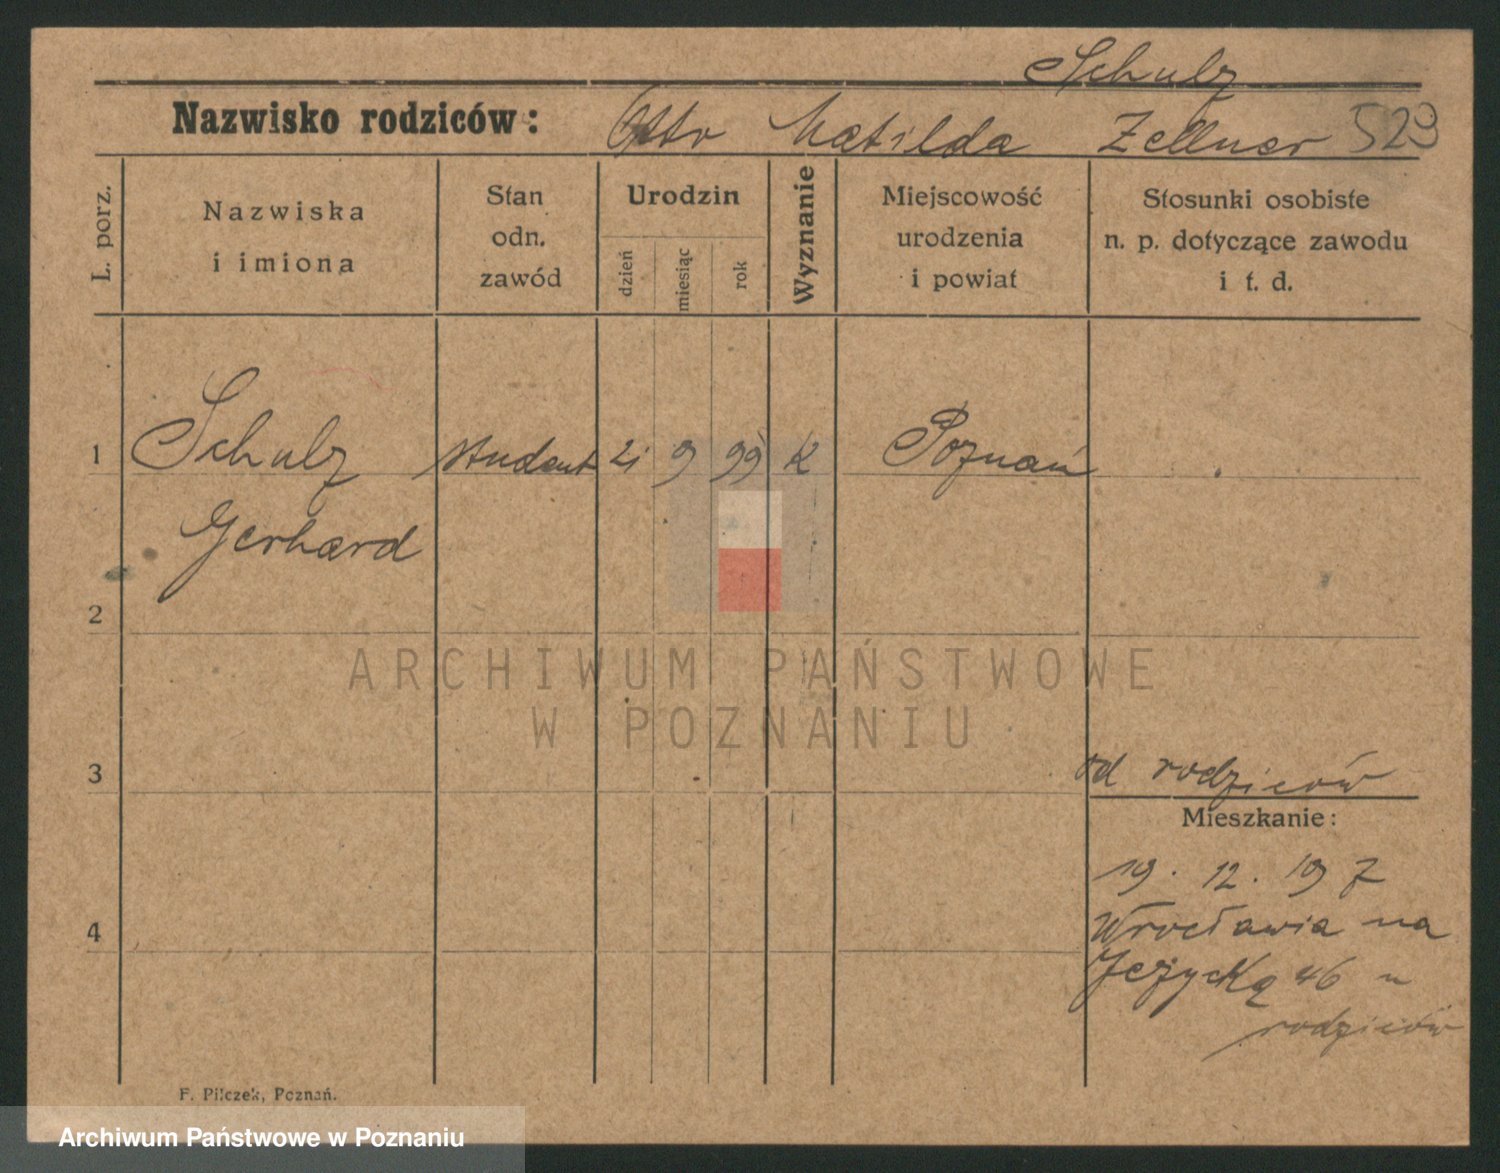 Schulz
Nazwisko rodziców: Otto Matilda Zellner 529
L. porz.
Nazwiska
i imiona
Stan
odn.
zawód
Urodzin
dzień
miesiąc
rok
Wyznanie
Miejscowość
urodzenia
i powiat
Stosunki osobiste
n. p. dotyczące zawodu
i t. d.
1 Schulz student 21 9 99 k Poznań
Gerhard
2
ARCHIWUM PAŃSTWOWE
W POZNANIU
3 od rodziców
Mieszkanie:
19. 12. 19 z
4 Wrocławia na
Jeżycką 46 u
rodziców
F. Pilczek, Poznań.
Archiwum Państwowe w Poznaniu